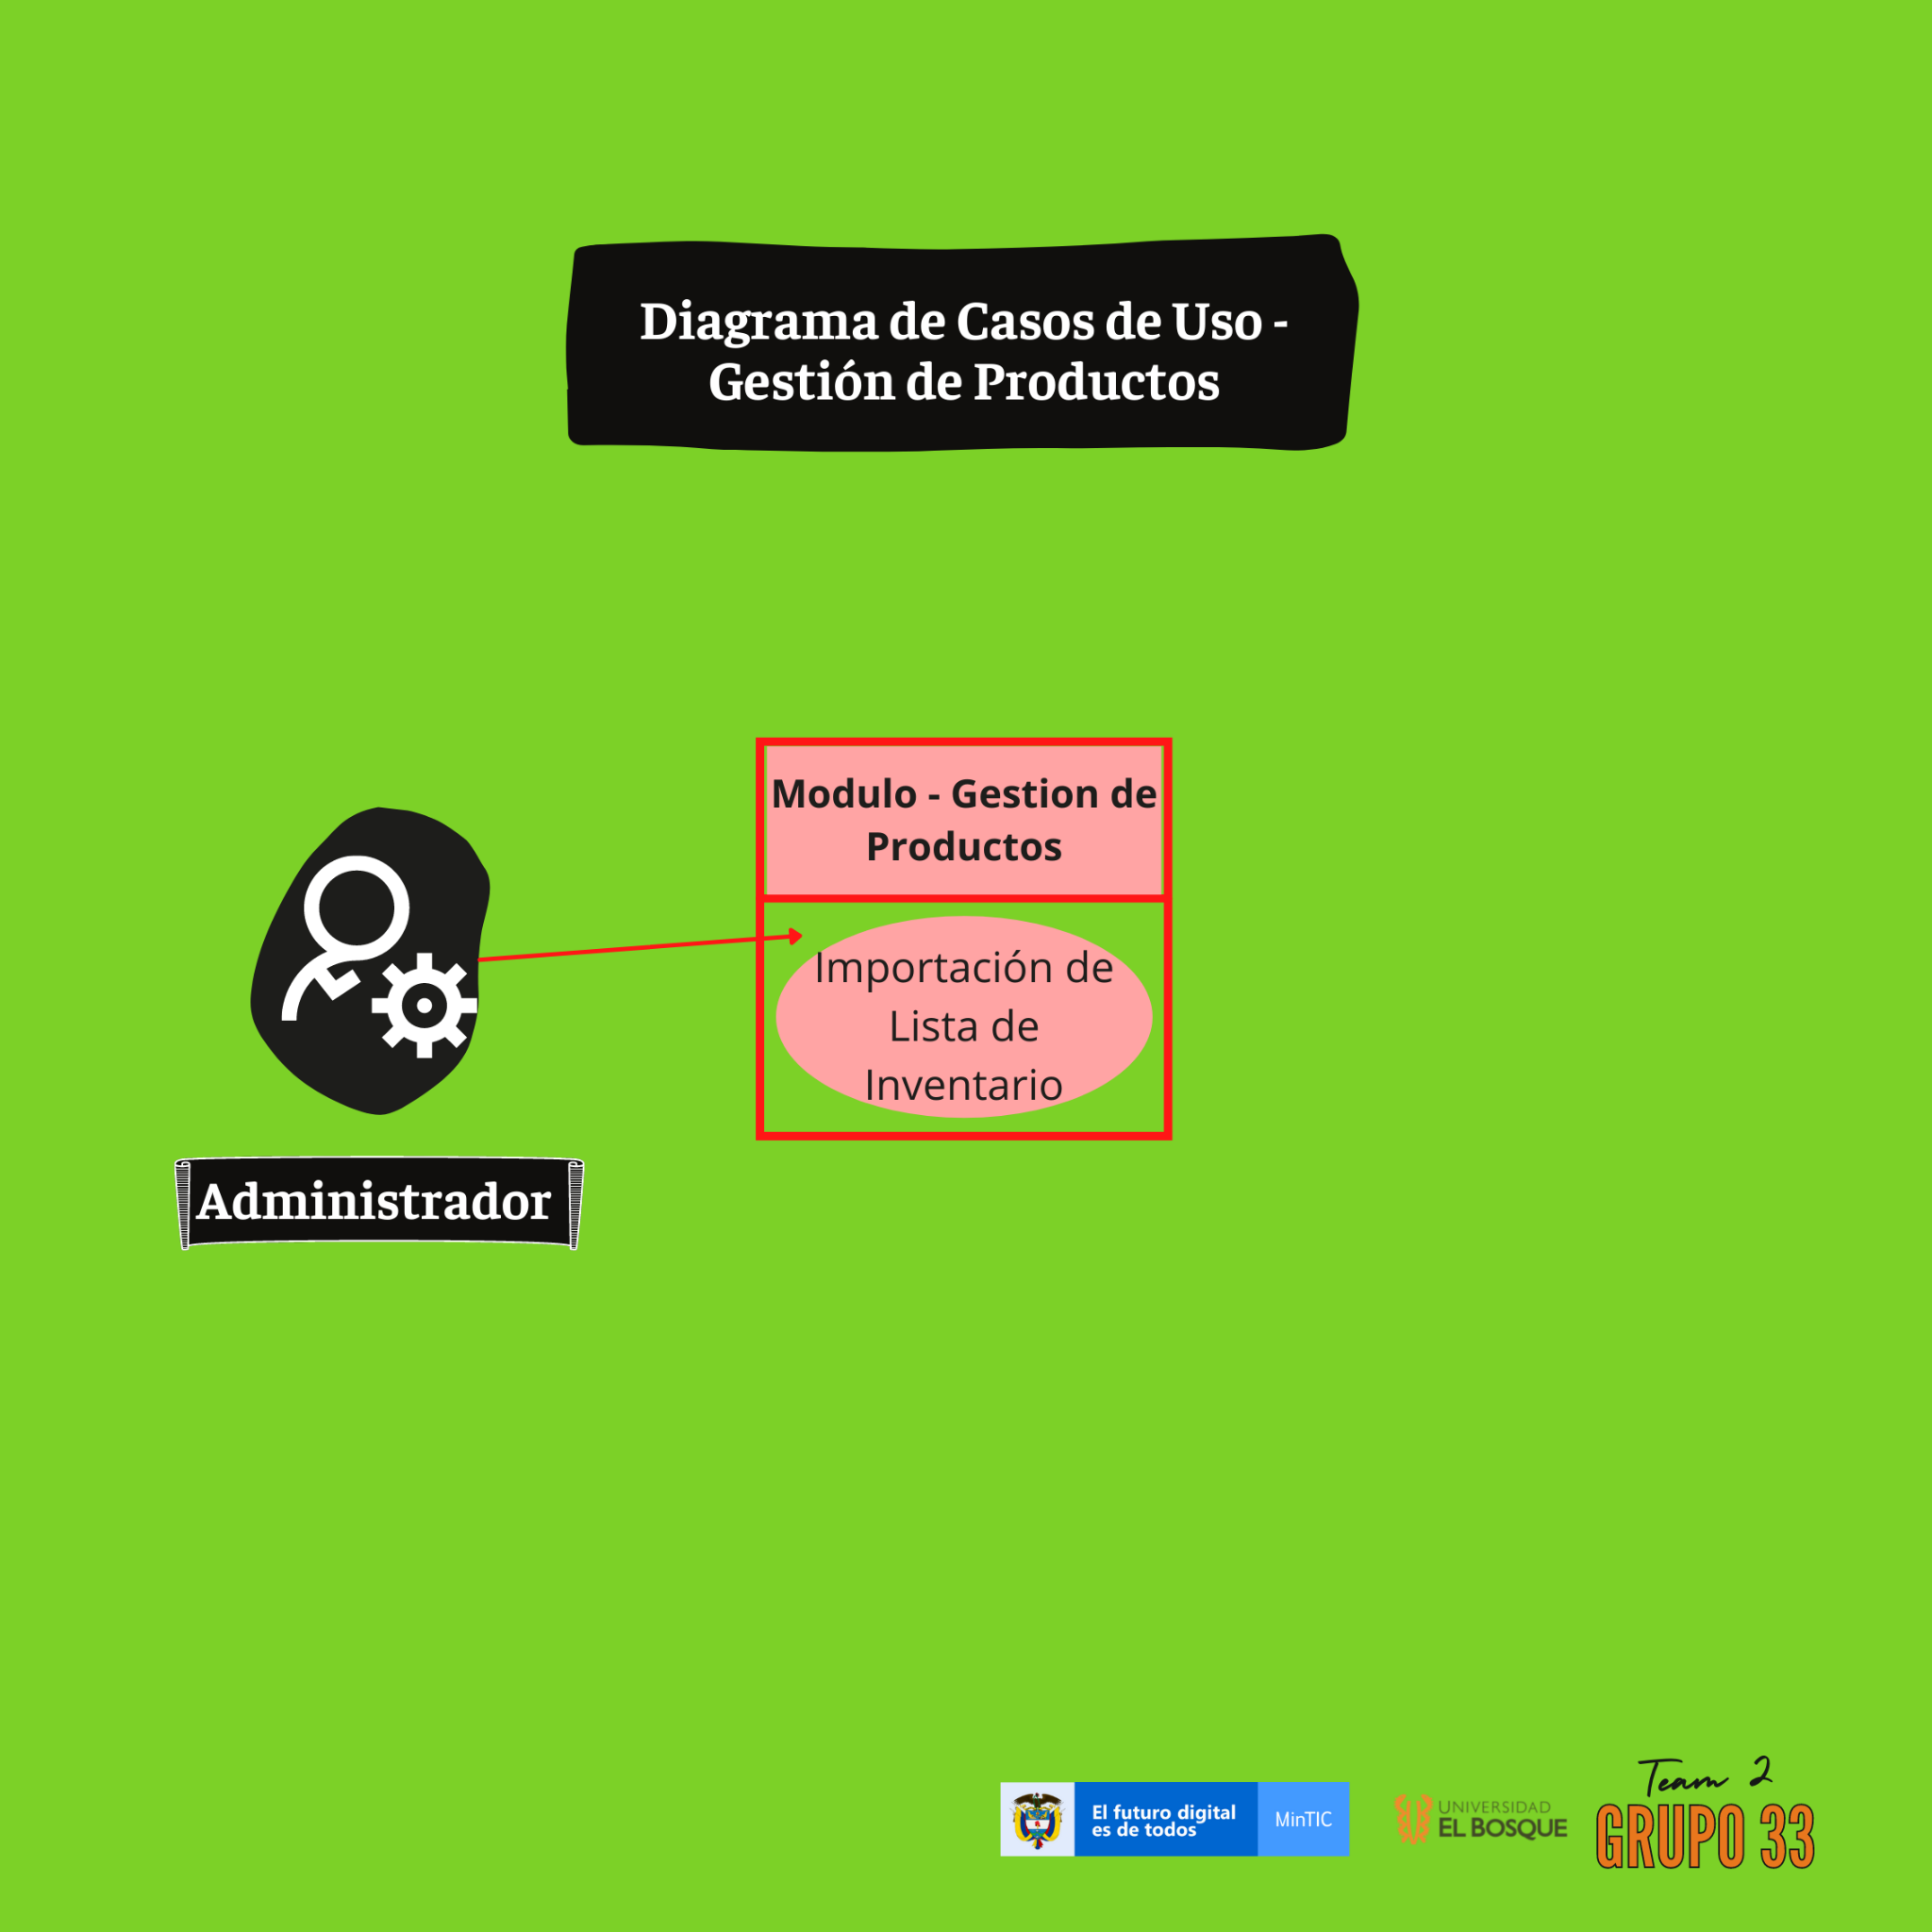 Diagrama de Casos de Uso -
Gestión de Productos
Modulo - Gestion de
Productos
Importación de
Lista de
Inventario
Administrador
El futuro digital
es de todos
MinTIC
UNIVERSIDAD
EL BOSQUE
Team 2
GRUPO 33